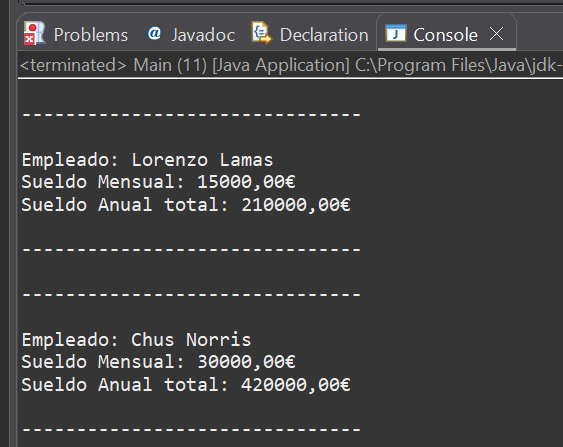 Problems @ Javadoc Declaration Console
<terminated> Main (11) [Java Application] C:\Program Files\Java\jdk-
-------------------------------
Empleado: Lorenzo Lamas
Sueldo Mensual: 15000,00€
Sueldo Anual total: 210000,00€
-------------------------------
-------------------------------
Empleado: Chus Norris
Sueldo Mensual: 30000,00€
Sueldo Anual total: 420000,00€
-------------------------------